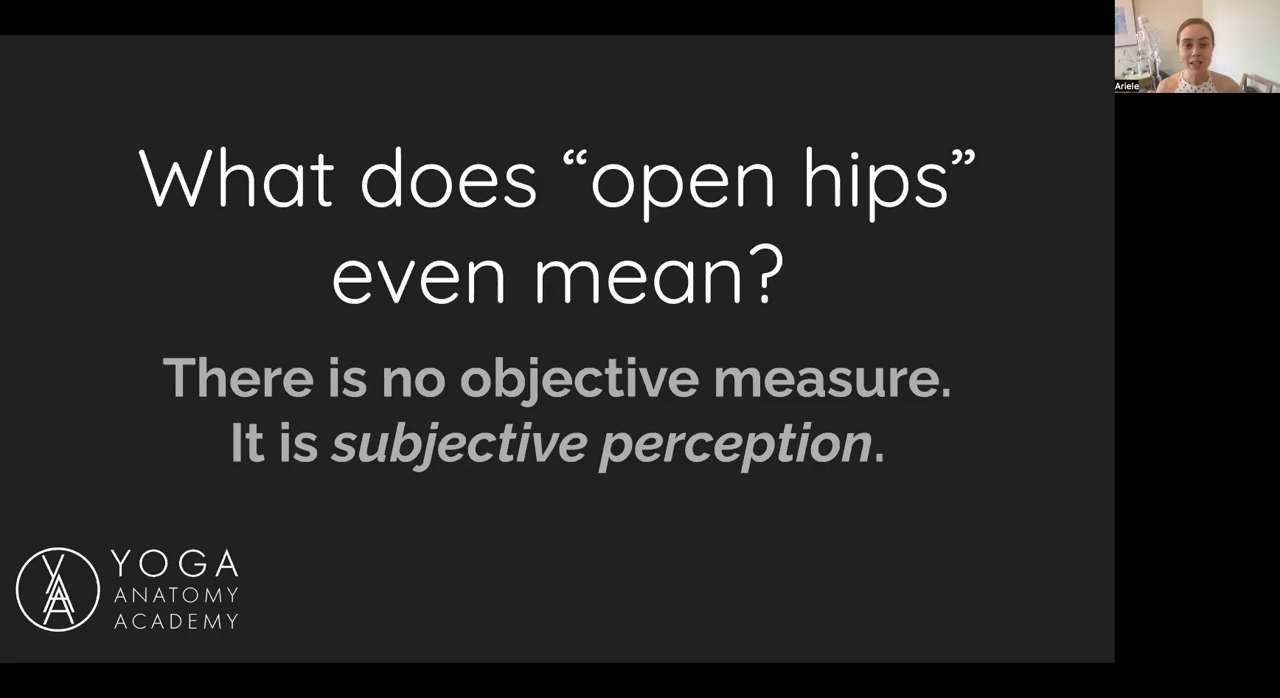 What does “open hips”
even mean?
There is no objective measure.
It is subjective perception.
YOGA
ANATOMY
ACADEMY
Ariele